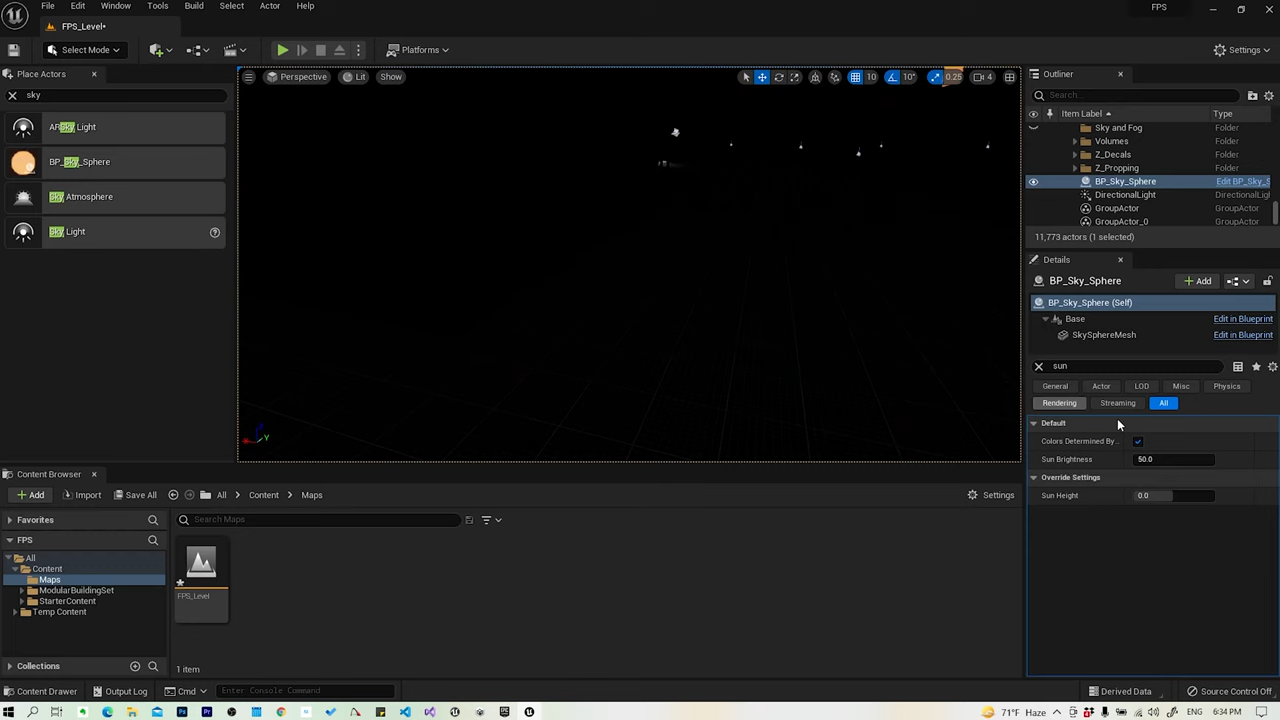 File Edit Window Tools Build Select Actor Help
FPS
FPS_Level•
Select Mode
Platforms
Settings
Place Actors
sky
ARSky Light
BP_Sky_Sphere
Sky Atmosphere
Sky Light
Perspective
Lit
Show
10
10°
0.25
4
Y
Outliner
Search...
Item Label
Type
Sky and Fog Folder
Volumes Folder
Z_Decals Folder
Z_Propping Folder
BP_Sky_Sphere Edit BP_Sky_S
DirectionalLight DirectionalLigh
GroupActor GroupActor
GroupActor_0 GroupActor
11,773 actors (1 selected)
Details
BP_Sky_Sphere
Add
BP_Sky_Sphere (Self)
Base Edit in Blueprint
SkySphereMesh Edit in Blueprint
sun
General Actor LOD Misc Physics
Rendering Streaming All
Default
Colors Determined By...
Sun Brightness 50.0
Override Settings
Sun Height 0.0
Content Browser
Add
Import
Save All
All
Content
Maps
Settings
Favorites
FPS
All
Content
Maps
ModularBuildingSet
StarterContent
Temp Content
Collections
Search Maps
FPS_Level
1 item
Content Drawer
Output Log
Cmd
Enter Console Command
Derived Data
Source Control Off
71°F Haze
ENG
6:34 PM